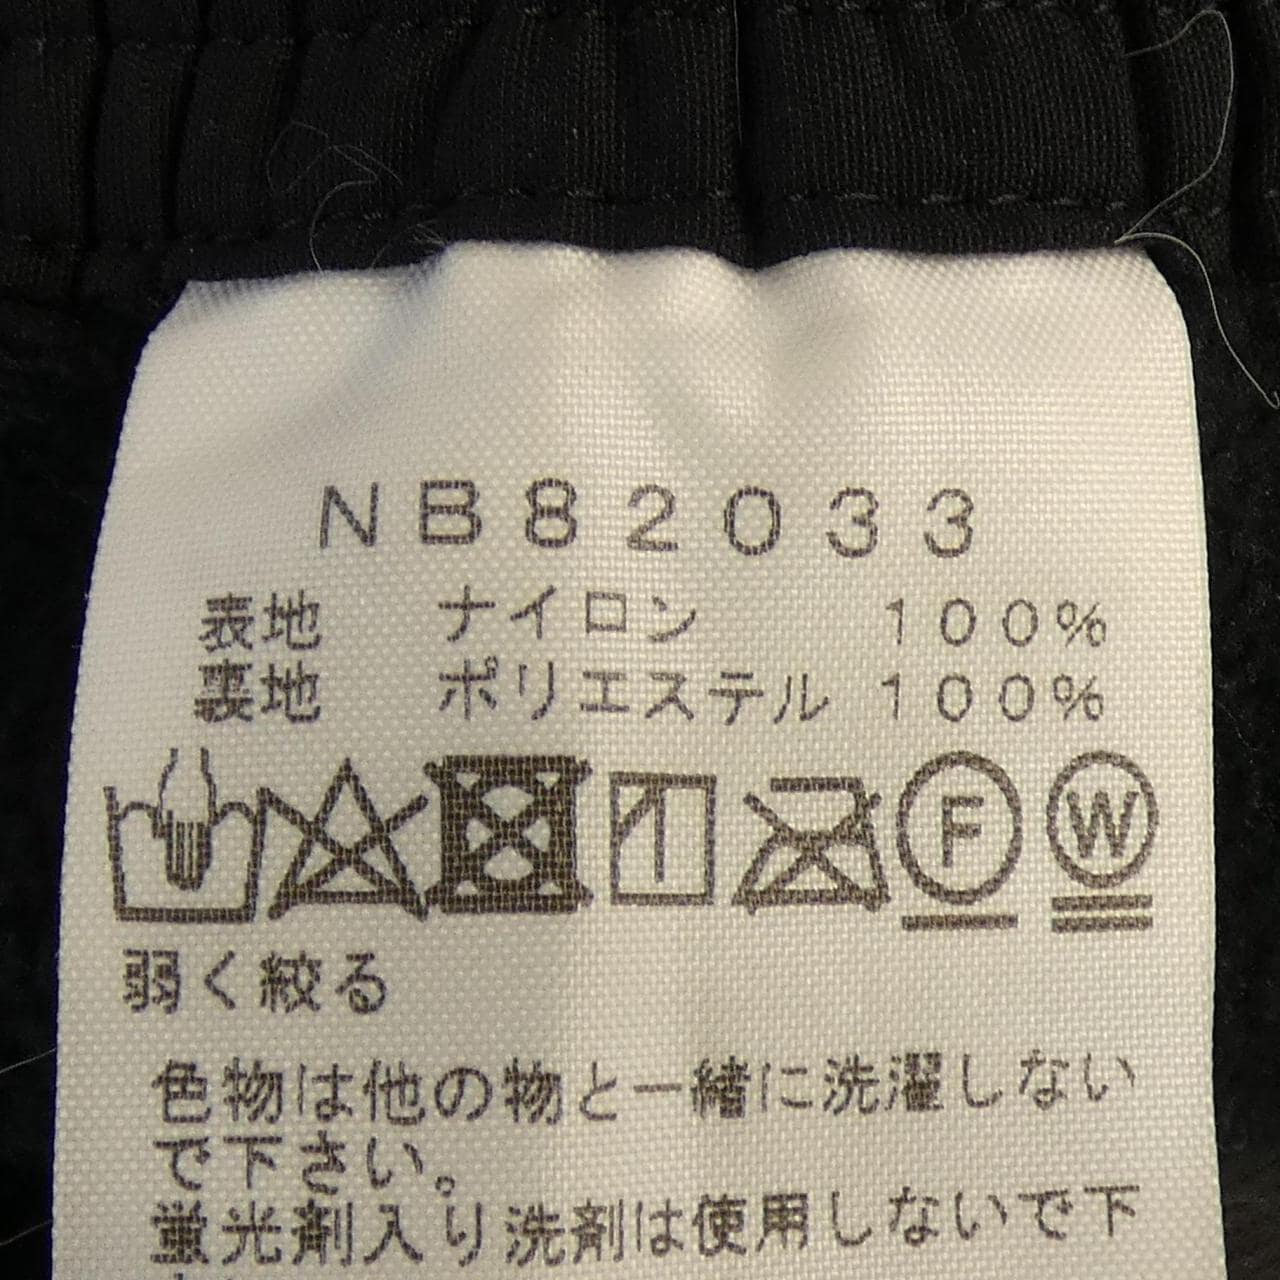 NB82033
表地 ナイロン 100%
裏地 ポリエステル 100%
F W
弱く絞る
色物は他の物と一緒に洗濯しない
で下さい。
蛍光剤入り洗剤は使用しないで下